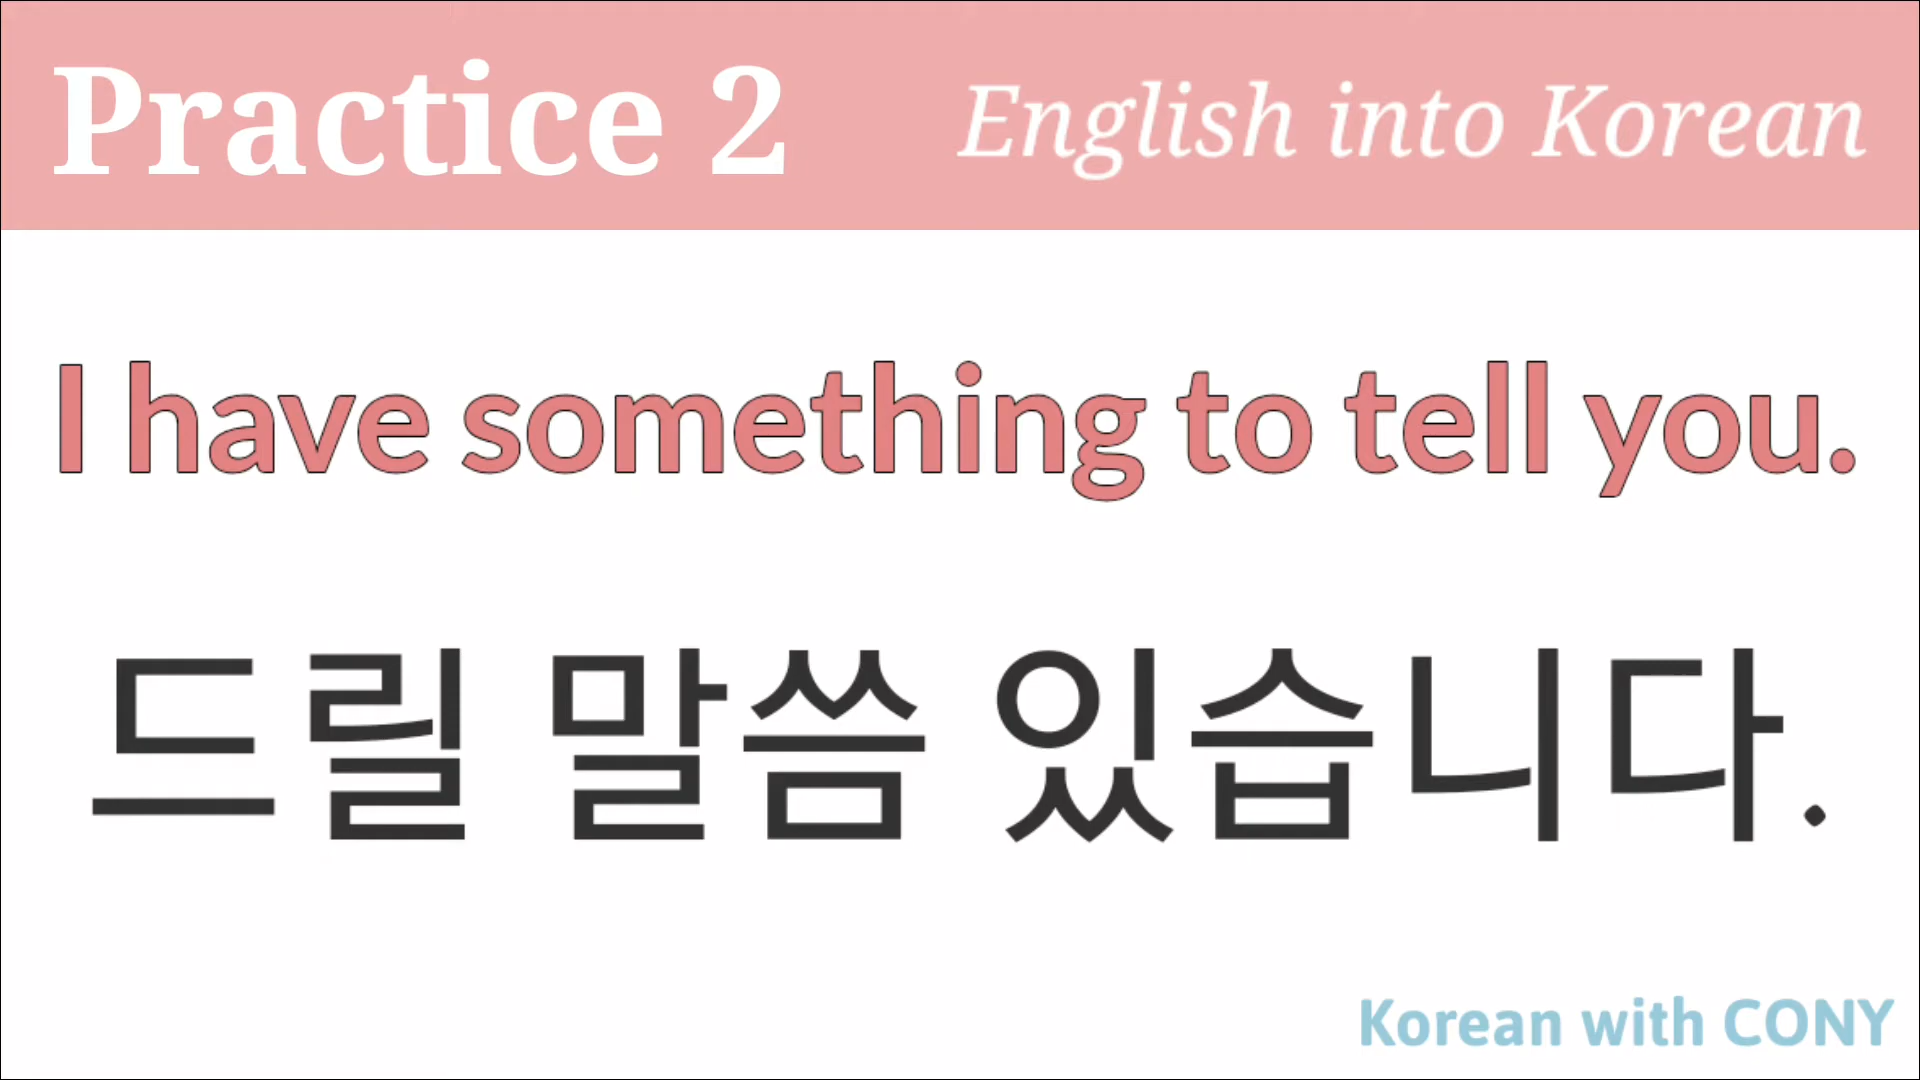 Practice 2 English into Korean
I have something to tell you.
드릴 말씀 있습니다.
Korean with CONY